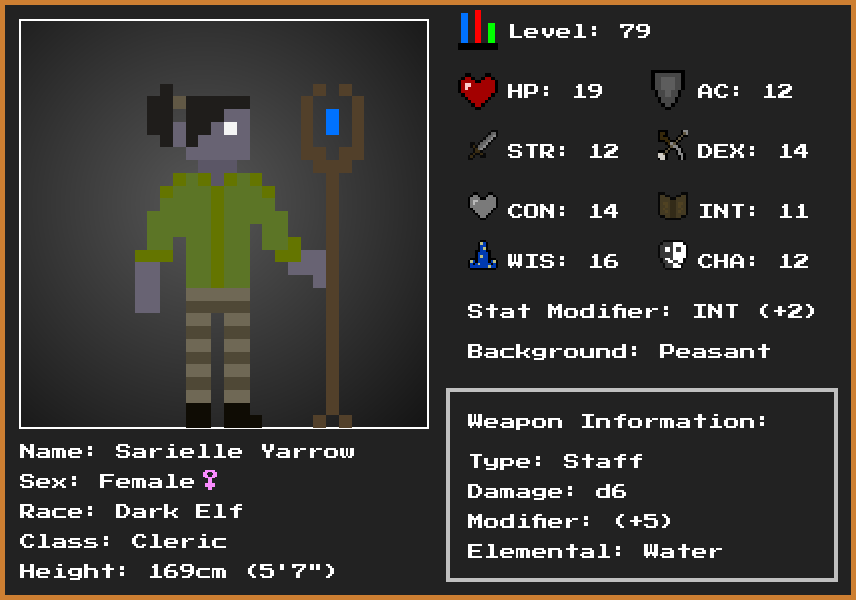 Level: 79
HP: 19 AC: 12
STR: 12 DEX: 14
CON: 14 INT: 11
WIS: 16 CHA: 12
Stat Modifier: INT (+2)
Background: Peasant
Weapon Information:
Type: Staff
Damage: d6
Modifier: (+5)
Elemental: Water
Name: Sarielle Yarrow
Sex: Female♀
Race: Dark Elf
Class: Cleric
Height: 169cm (5'7")